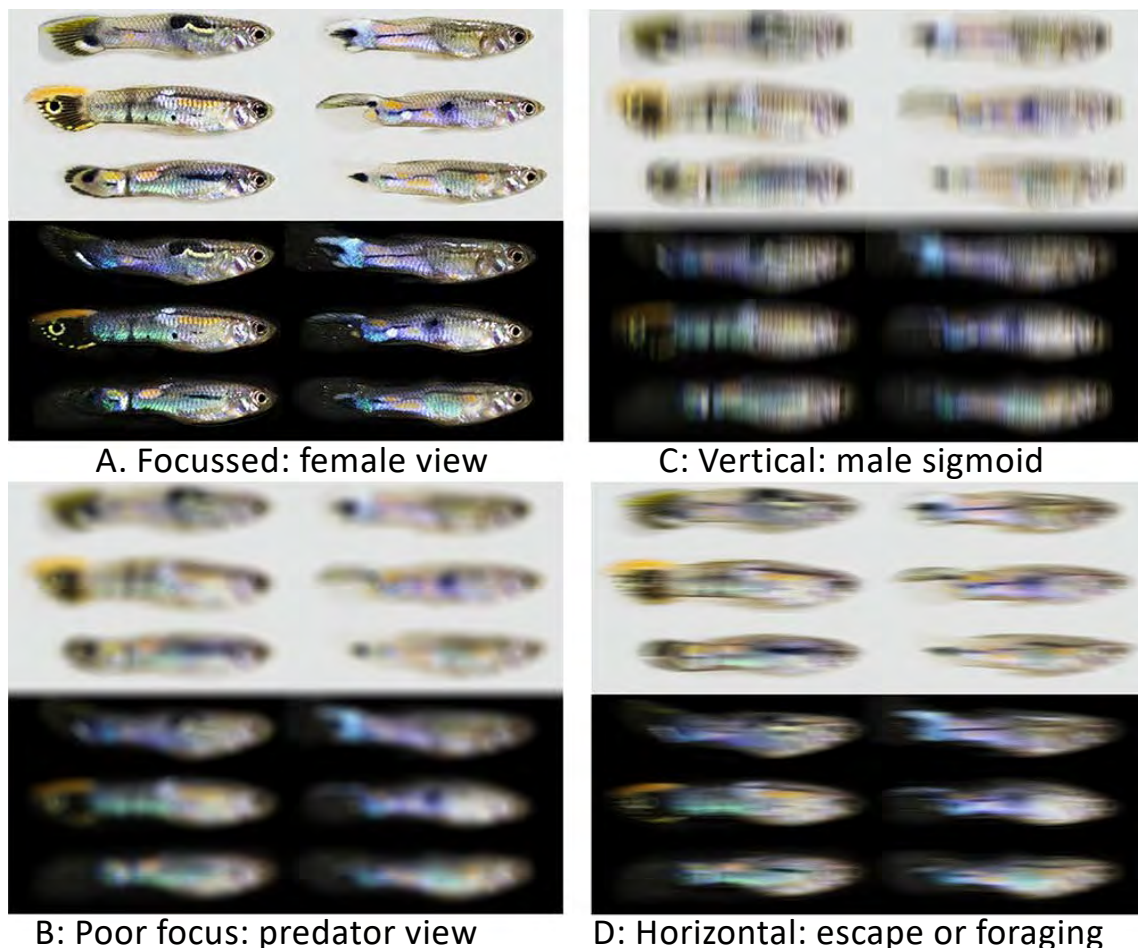 A. Focussed: female view
C: Vertical: male sigmoid
B: Poor focus: predator view
D: Horizontal: escape or foraging